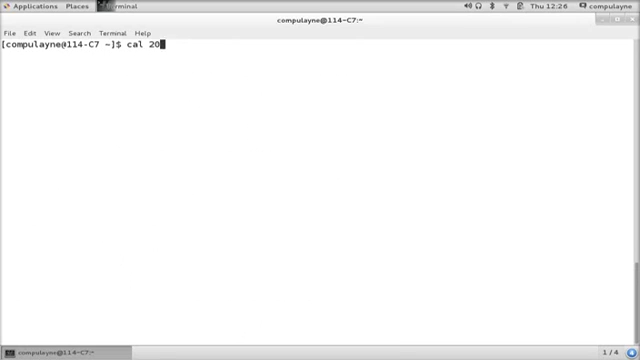 Applications Places Terminal Thu 12:26 compulayne
compulayne@114-C7:~
File Edit View Search Terminal Help
[compulayne@114-C7 ~]$ cal 20
compulayne@114-C7:~ 1 / 4